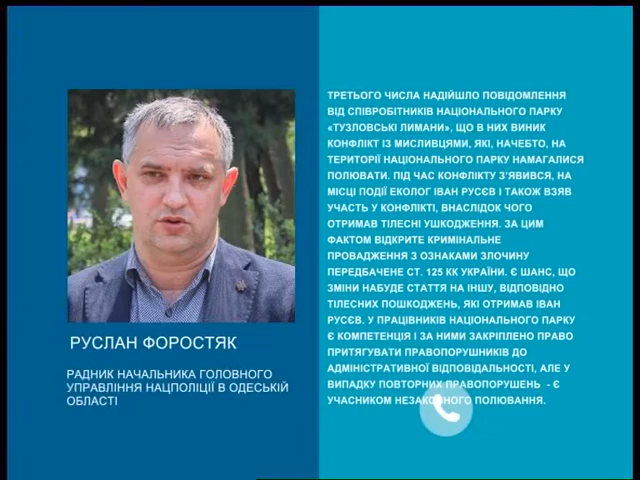 ТРЕТЬОГО ЧИСЛА НАДІЙШЛО ПОВІДОМЛЕННЯ
ВІД СПІВРОБІТНИКІВ НАЦІОНАЛЬНОГО ПАРКУ
«ТУЗЛОВСЬКІ ЛИМАНИ», ЩО В НИХ ВИНИК
КОНФЛІКТ ІЗ МИСЛИВЦЯМИ, ЯКІ, НАЧЕБТО, НА
ТЕРИТОРІЇ НАЦІОНАЛЬНОГО ПАРКУ НАМАГАЛИСЯ
ПОЛЮВАТИ. ПІД ЧАС КОНФЛІКТУ З'ЯВИВСЯ, НА
МІСЦІ ПОДІЇ ЕКОЛОГ ІВАН РУСЄВ І ТАКОЖ ВЗЯВ
УЧАСТЬ У КОНФЛІКТІ, ВНАСЛІДОК ЧОГО
ОТРИМАВ ТІЛЕСНІ УШКОДЖЕННЯ. ЗА ЦИМ
ФАКТОМ ВІДКРИТЕ КРИМІНАЛЬНЕ
ПРОВАДЖЕННЯ З ОЗНАКАМИ ЗЛОЧИНУ
ПЕРЕДБАЧЕНЕ СТ. 125 КК УКРАЇНИ. Є ШАНС, ЩО
ЗМІНИ НАБУДЕ СТАТТЯ НА ІНШУ, ВІДПОВІДНО
ТІЛЕСНИХ ПОШКОДЖЕНЬ, ЯКІ ОТРИМАВ ІВАН
РУСЄВ. У ПРАЦІВНИКІВ НАЦІОНАЛЬНОГО ПАРКУ
Є КОМПЕТЕНЦІЯ І ЗА НИМИ ЗАКРІПЛЕНО ПРАВО
ПРИТЯГУВАТИ ПРАВОПОРУШНИКІВ ДО
АДМІНІСТРАТИВНОЇ ВІДПОВІДАЛЬНОСТІ, АЛЕ У
ВИПАДКУ ПОВТОРНИХ ПРАВОПОРУШЕНЬ - Є
УЧАСНИКОМ НЕЗАКОННОГО ПОЛЮВАННЯ.
РУСЛАН ФОРОСТЯК
РАДНИК НАЧАЛЬНИКА ГОЛОВНОГО
УПРАВЛІННЯ НАЦПОЛІЦІЇ В ОДЕСЬКІЙ
ОБЛАСТІ